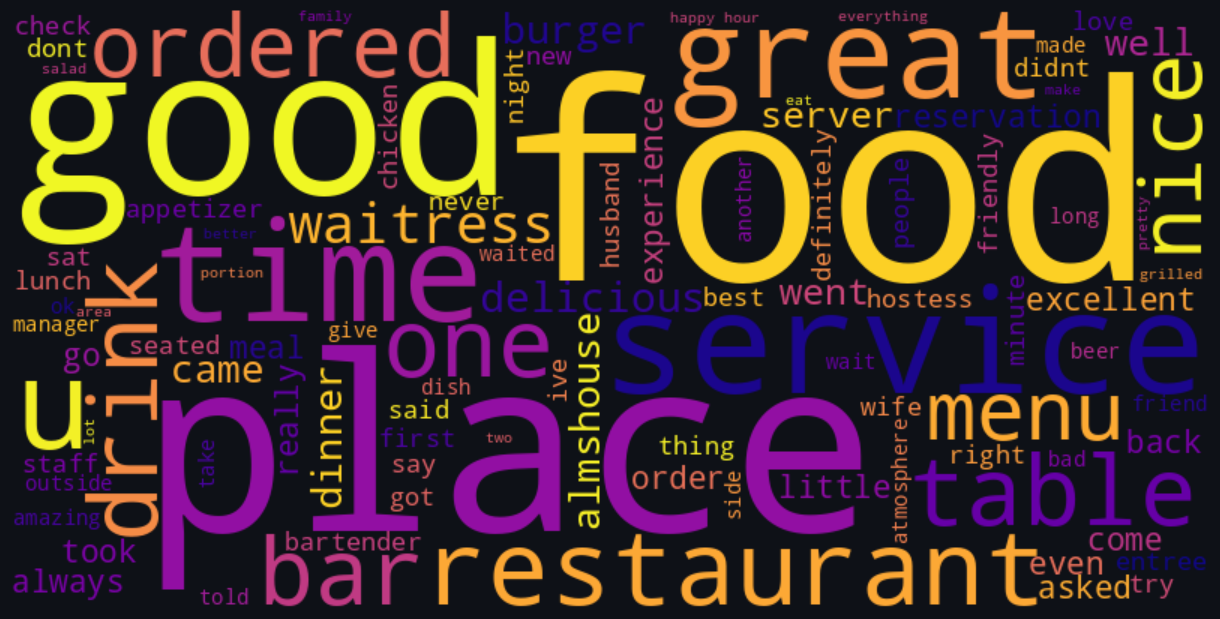 check
family
happy hour
everything
love
dont
ordered
burger
great
made
well
salad
new
didnt
good
night
food
make
nice
chicken
eat
server
reservation
experience
another
definitely
people
friendly
long
pretty
husband
never
appetizer
waitress
better
sat
time
waited
lunch
portion
grilled
drink
delicious
best
went
hostess
excellent
minute
ok
area
manager
give
one
service
go
seated
meal
wait
beer
came
really
dinner
dish
ive
almshouse
place
u
lot
said
first
two
thing
wife
menu
friend
staff
take
say
order
side
atmosphere
right
bad
back
outside
got
little
table
amazing
took
bartender
bar
restaurant
come
even
entree
always
told
asked
try